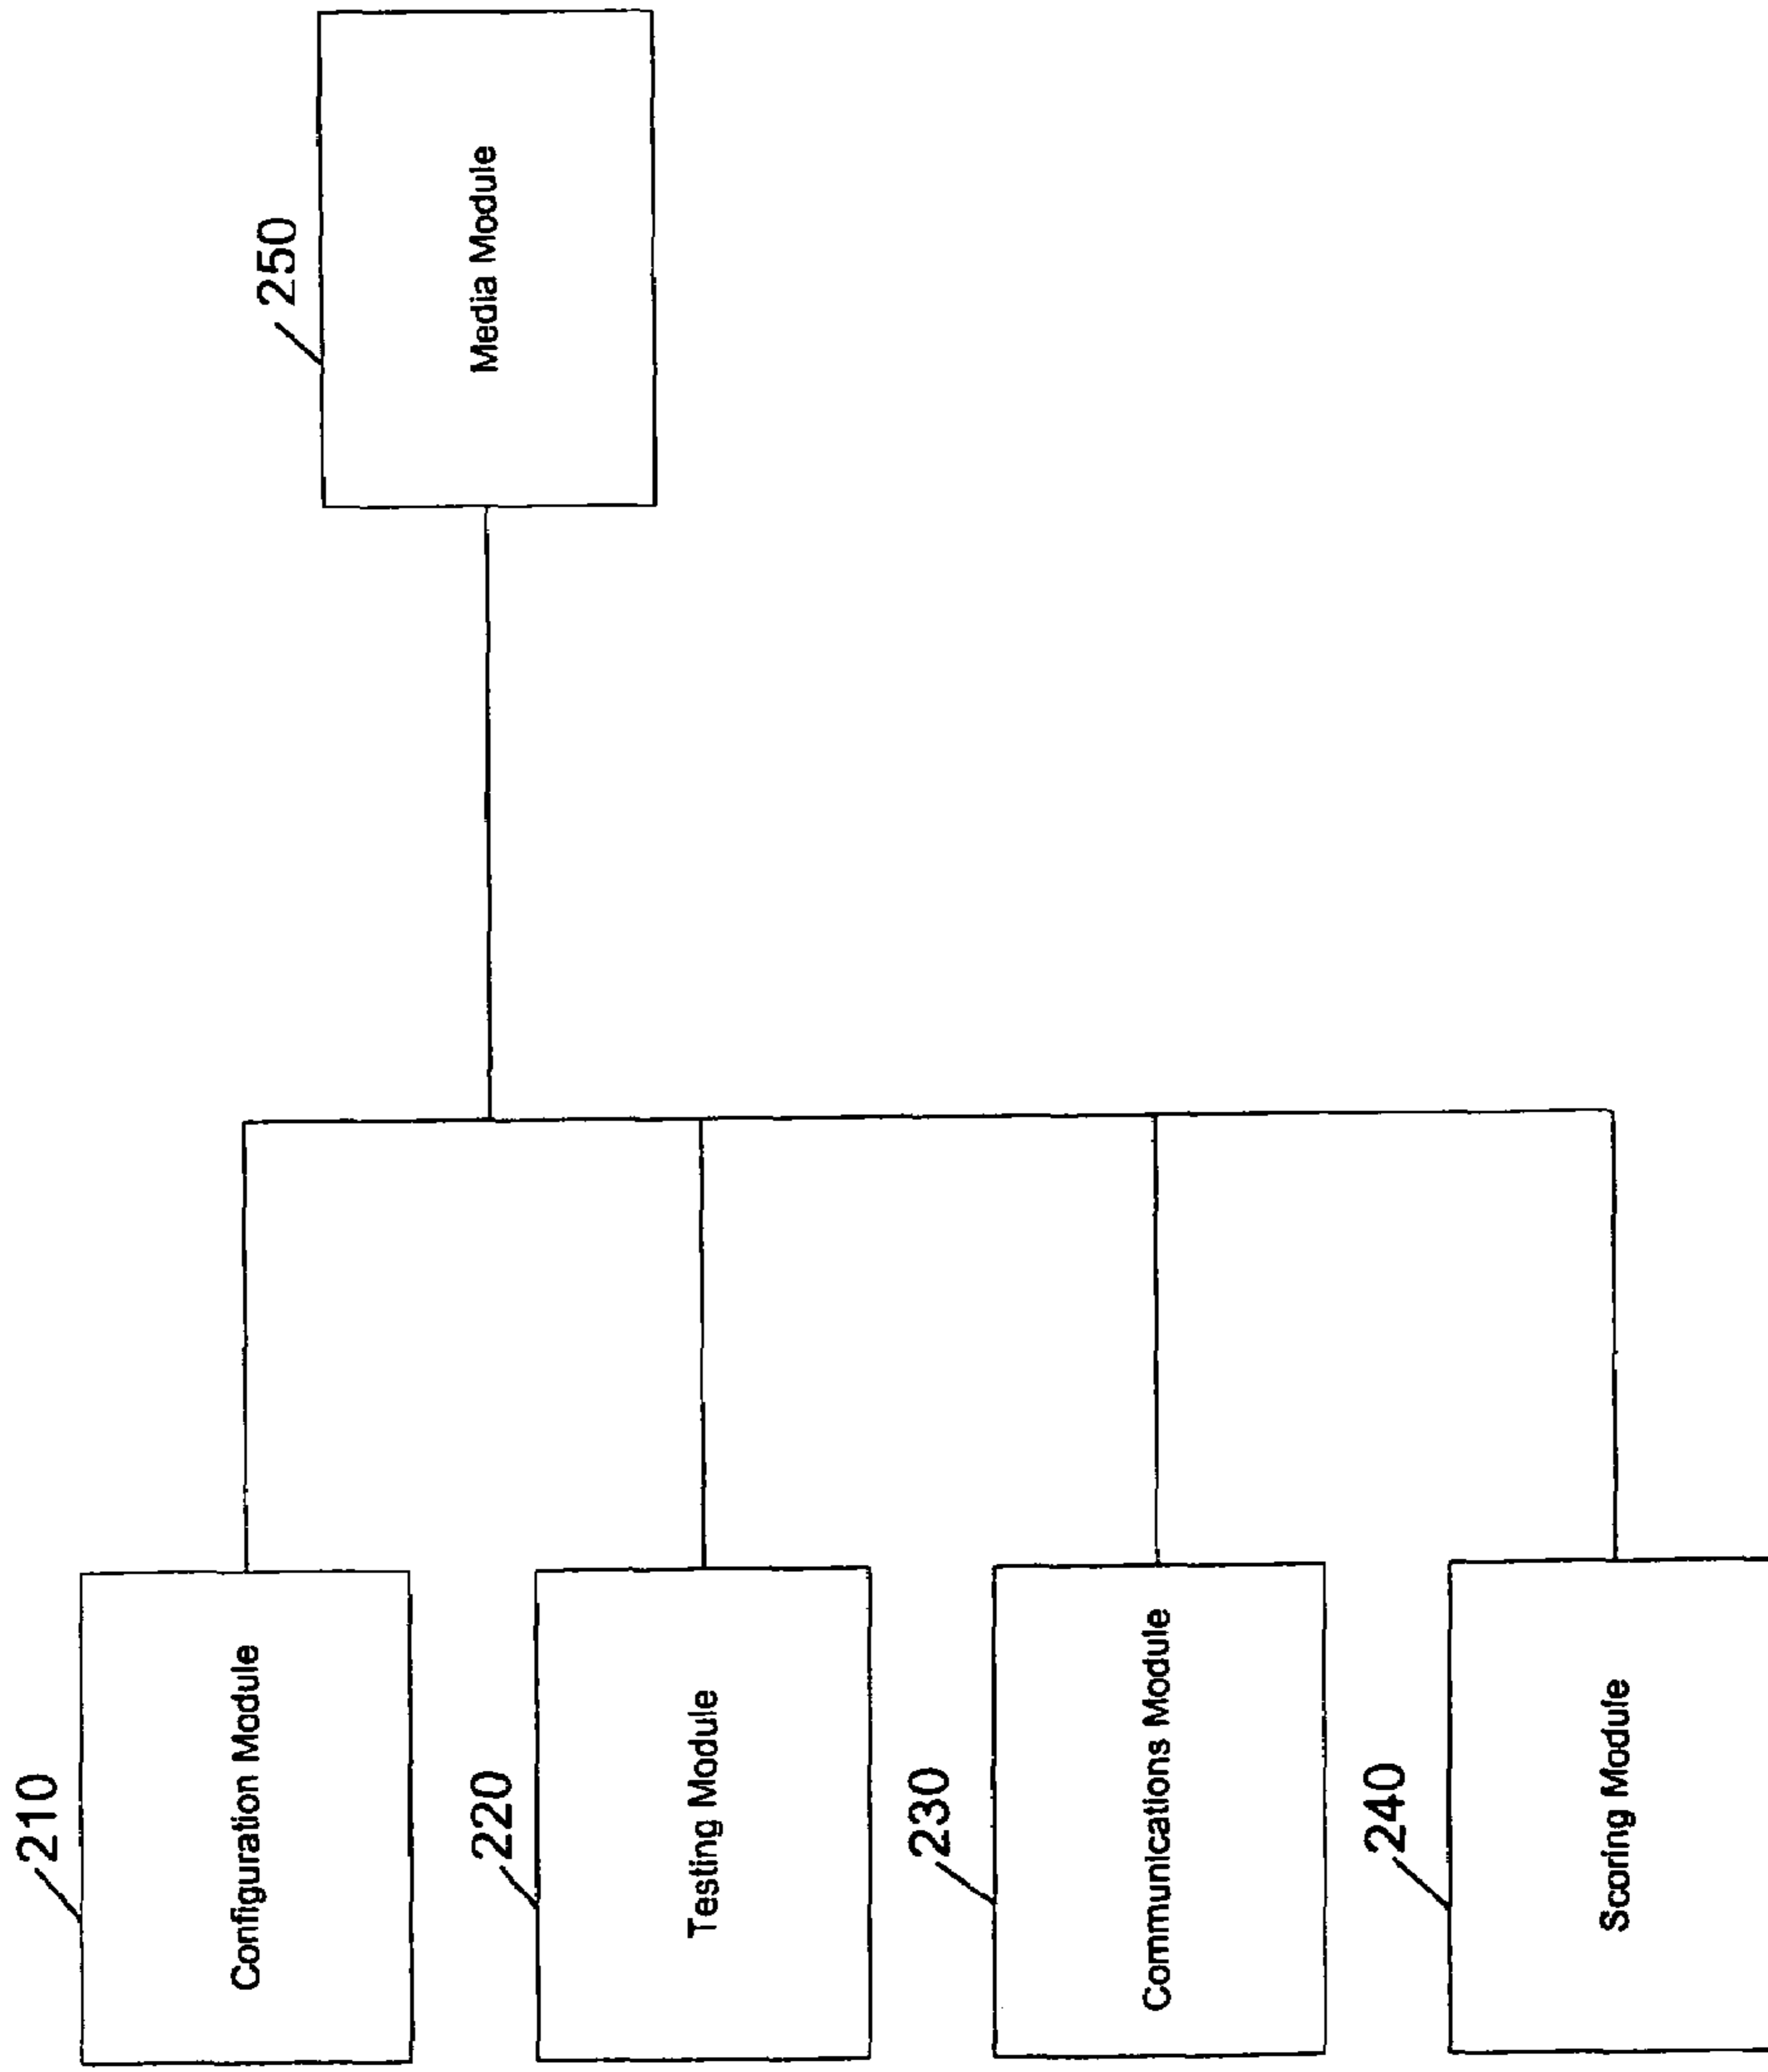 210
Configuration Module
220
Testing Module
230
Communications Module
240
Scoring Module
250
Media Module